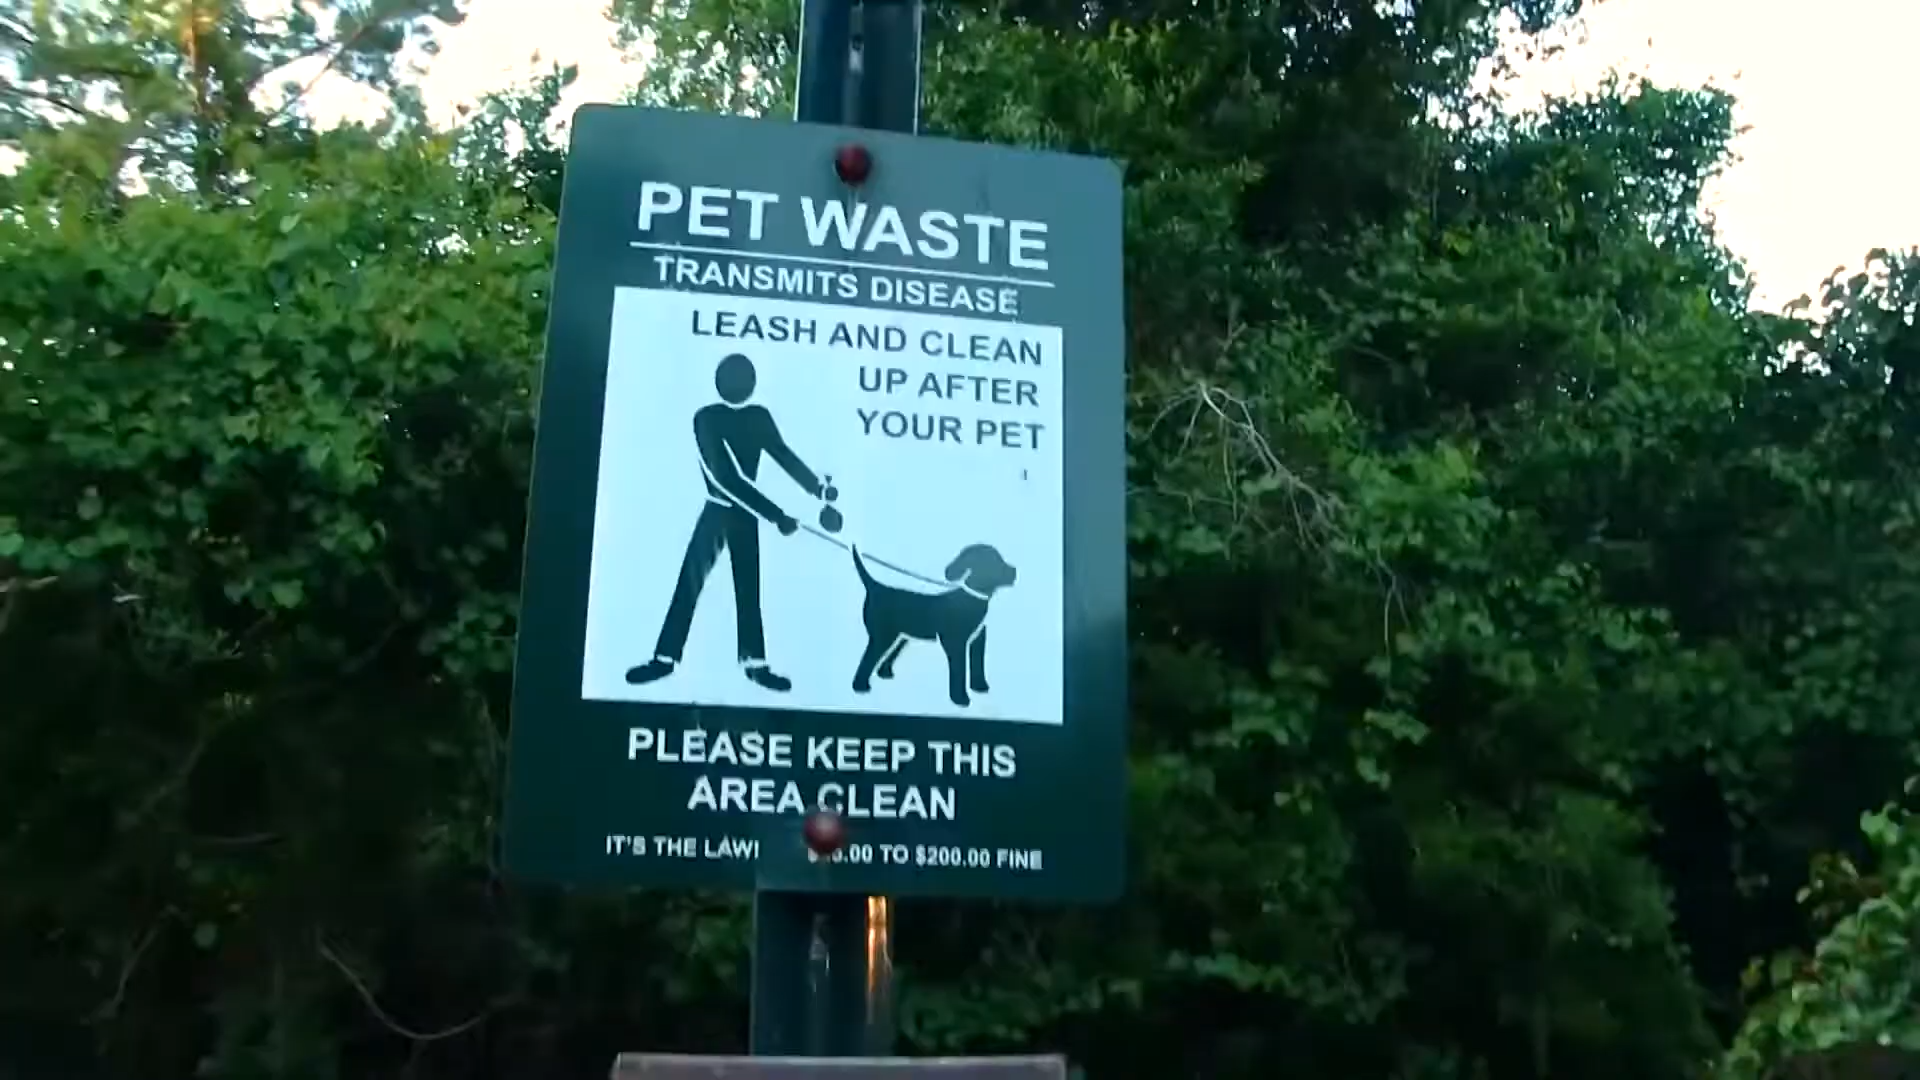 PET WASTE
TRANSMITS DISEASE
LEASH AND CLEAN
UP AFTER
YOUR PET
PLEASE KEEP THIS
AREA CLEAN
IT'S THE LAW! TO $200.00 FINE